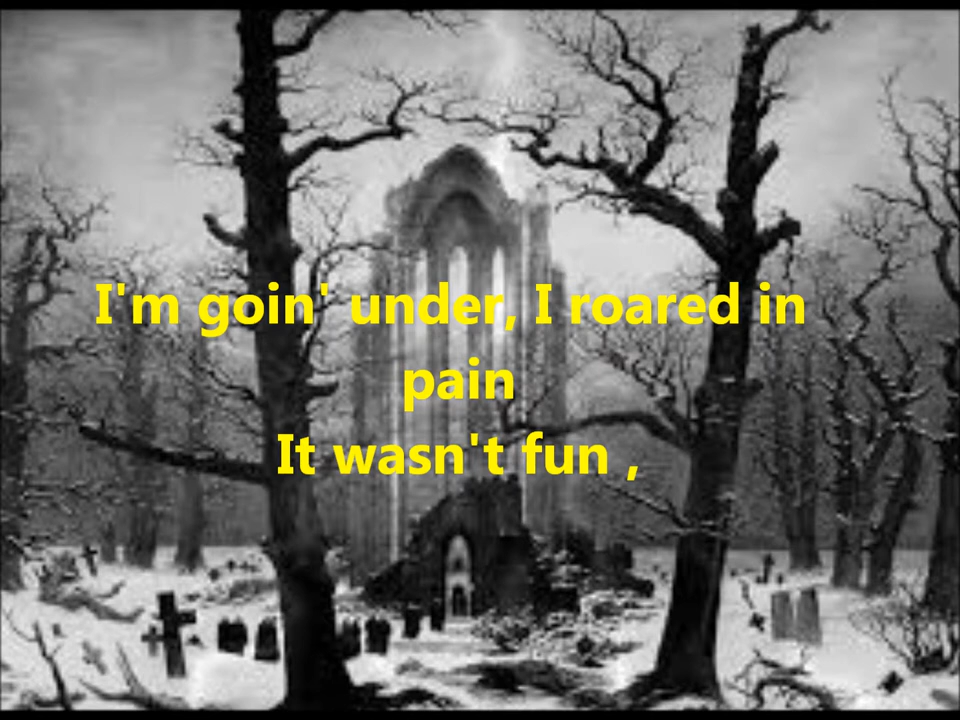 I'm goin' under, I roared in
pain
It wasn't fun ,